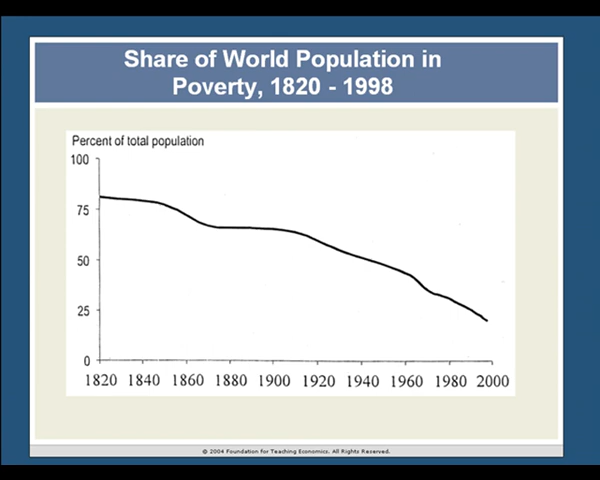 Share of World Population in
Poverty, 1820 - 1998
Percent of total population
100
75
50
25
0
1820 1840 1860 1880 1900 1920 1940 1960 1980 2000
© 2004 Foundation for Teaching Economics. All Rights Reserved.